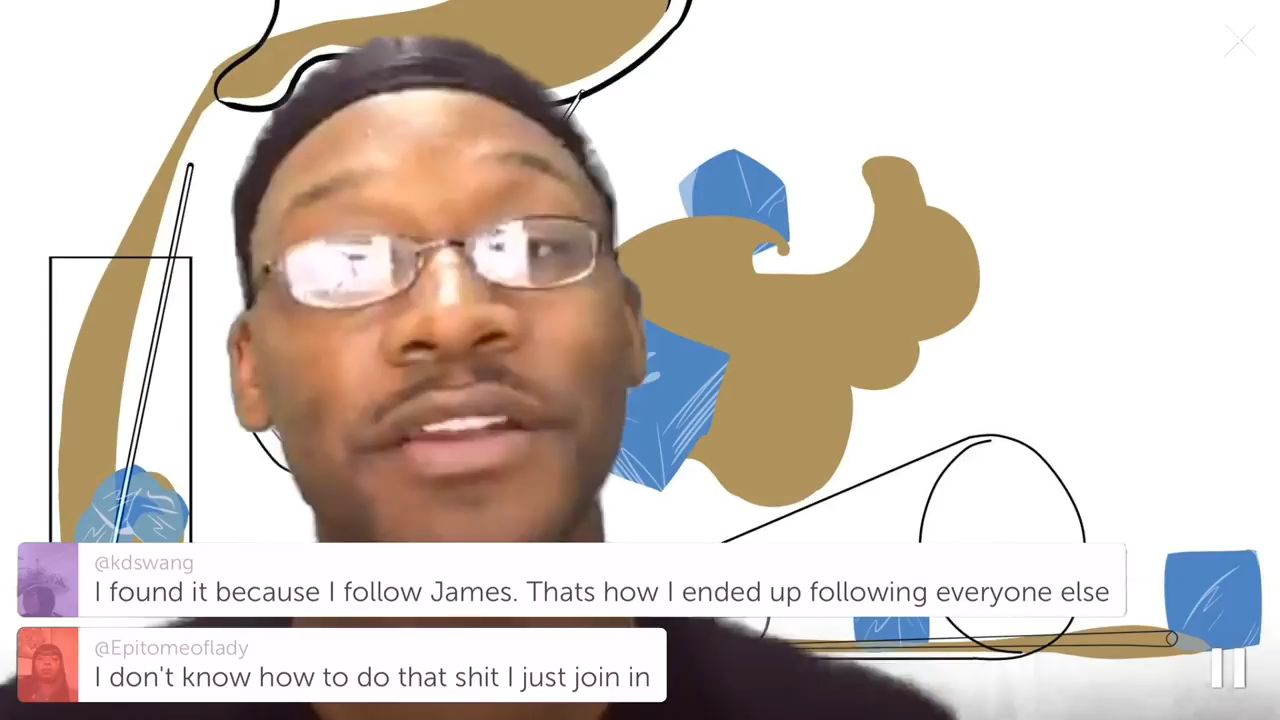 @kdswang
I found it because I follow James. Thats how I ended up following everyone else
@Epitomeoflady
I don't know how to do that shit I just join in